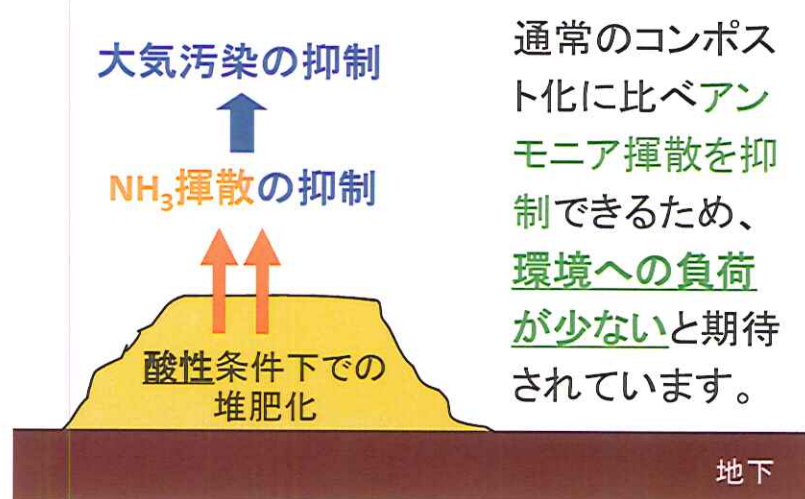 大気汚染の抑制
NH₃揮散の抑制
酸性条件下での
堆肥化
通常のコンポス
ト化に比べアン
モニア揮散を抑
制できるため、
環境への負荷
が少ないと期待
されています。
地下